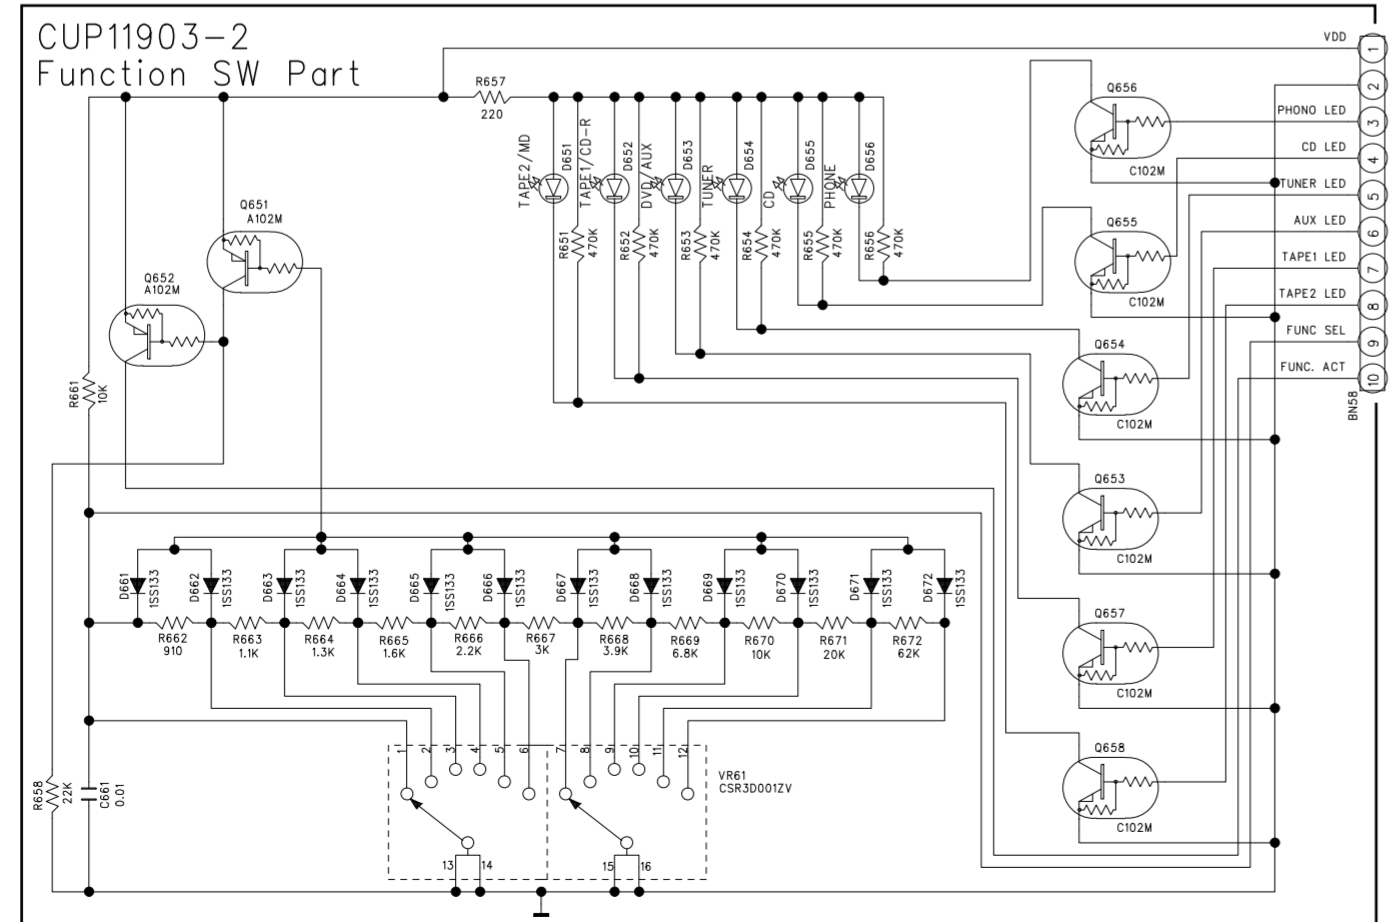 CUP11903-2
Function SW Part
VDD
1
2
PHONO LED
3
CD LED
4
TUNER LED
5
AUX LED
6
TAPE1 LED
7
TAPE2 LED
8
FUNC SEL
9
FUNC. ACT
10
BN58
R657
220
TAPE2/MD
D651
TAPE1/CD-R
D652
DVD/AUX
D653
TUNER
D654
CD
D655
PHONE
D656
R651
470K
R652
470K
R653
470K
R654
470K
R655
470K
R656
470K
Q656
C102M
Q655
C102M
Q654
C102M
Q653
C102M
Q657
C102M
Q658
C102M
Q651
A102M
Q652
A102M
R661
10K
D661
1SS133
D662
1SS133
D663
1SS133
D664
1SS133
D665
1SS133
D666
1SS133
D667
1SS133
D668
1SS133
D669
1SS133
D670
1SS133
D671
1SS133
D672
1SS133
R662
910
R663
1.1K
R664
1.3K
R665
1.6K
R666
2.2K
R667
3K
R668
3.9K
R669
6.8K
R670
10K
R671
20K
R672
62K
1
2
3
4
5
6
7
8
9
10
11
12
VR61
CSR3D001ZV
R658
22K
C661
0.01
13
14
15
16